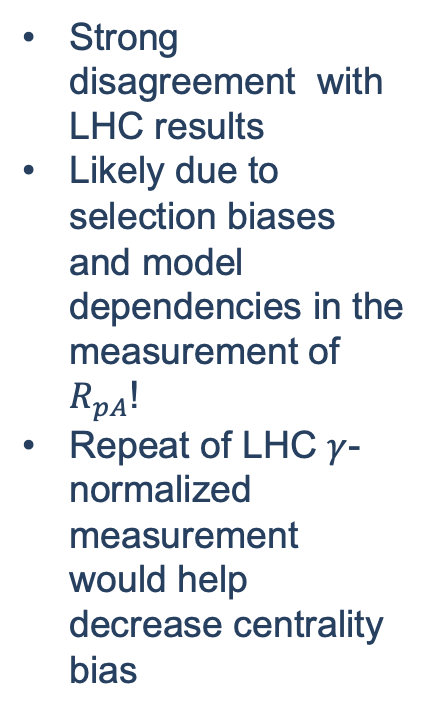 • Strong
disagreement  with
LHC results
• Likely due to
selection biases
and model
dependencies in the
measurement of
R_{pA}!
• Repeat of LHC γ-
normalized
measurement
would help
decrease centrality
bias